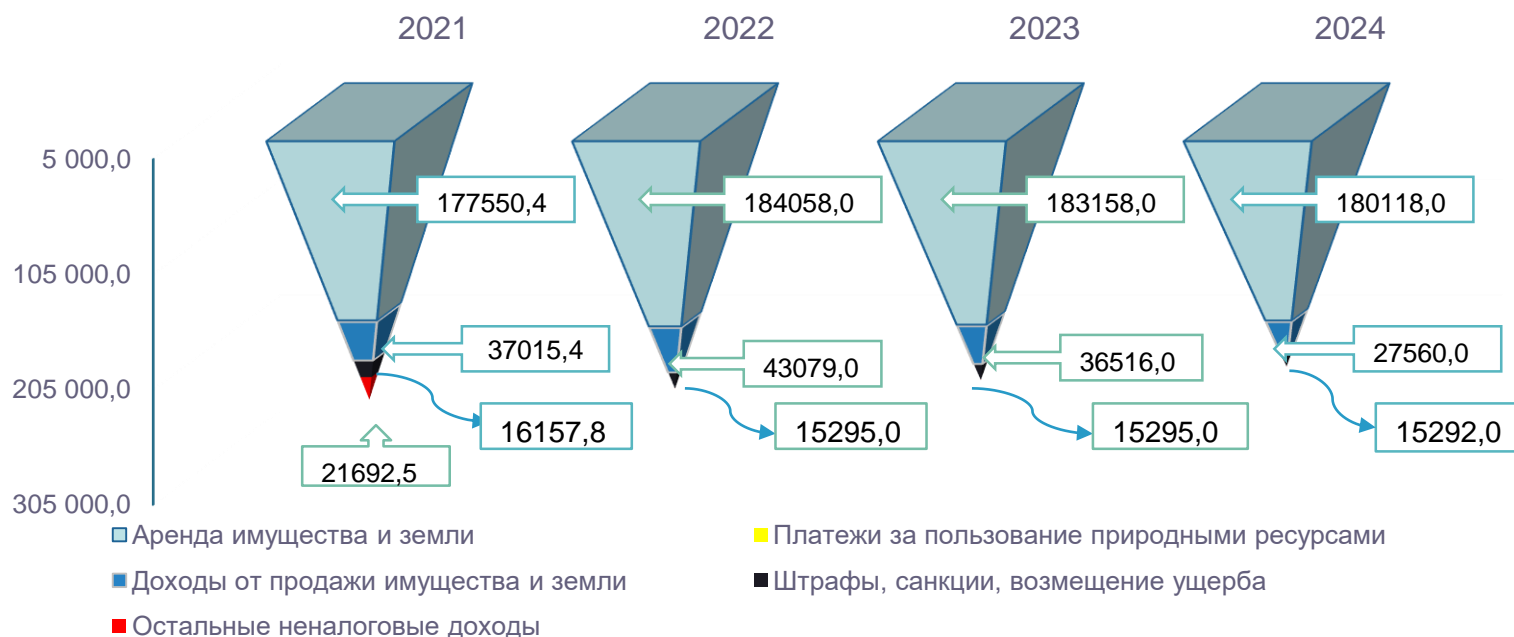 2021 2022 2023 2024
5 000,0
177550,4 184058,0 183158,0 180118,0
105 000,0
37015,4 43079,0 36516,0 27560,0
205 000,0
16157,8 15295,0 15295,0 15292,0
21692,5
305 000,0
Аренда имущества и земли Платежи за пользование природными ресурсами
Доходы от продажи имущества и земли Штрафы, санкции, возмещение ущерба
Остальные неналоговые доходы